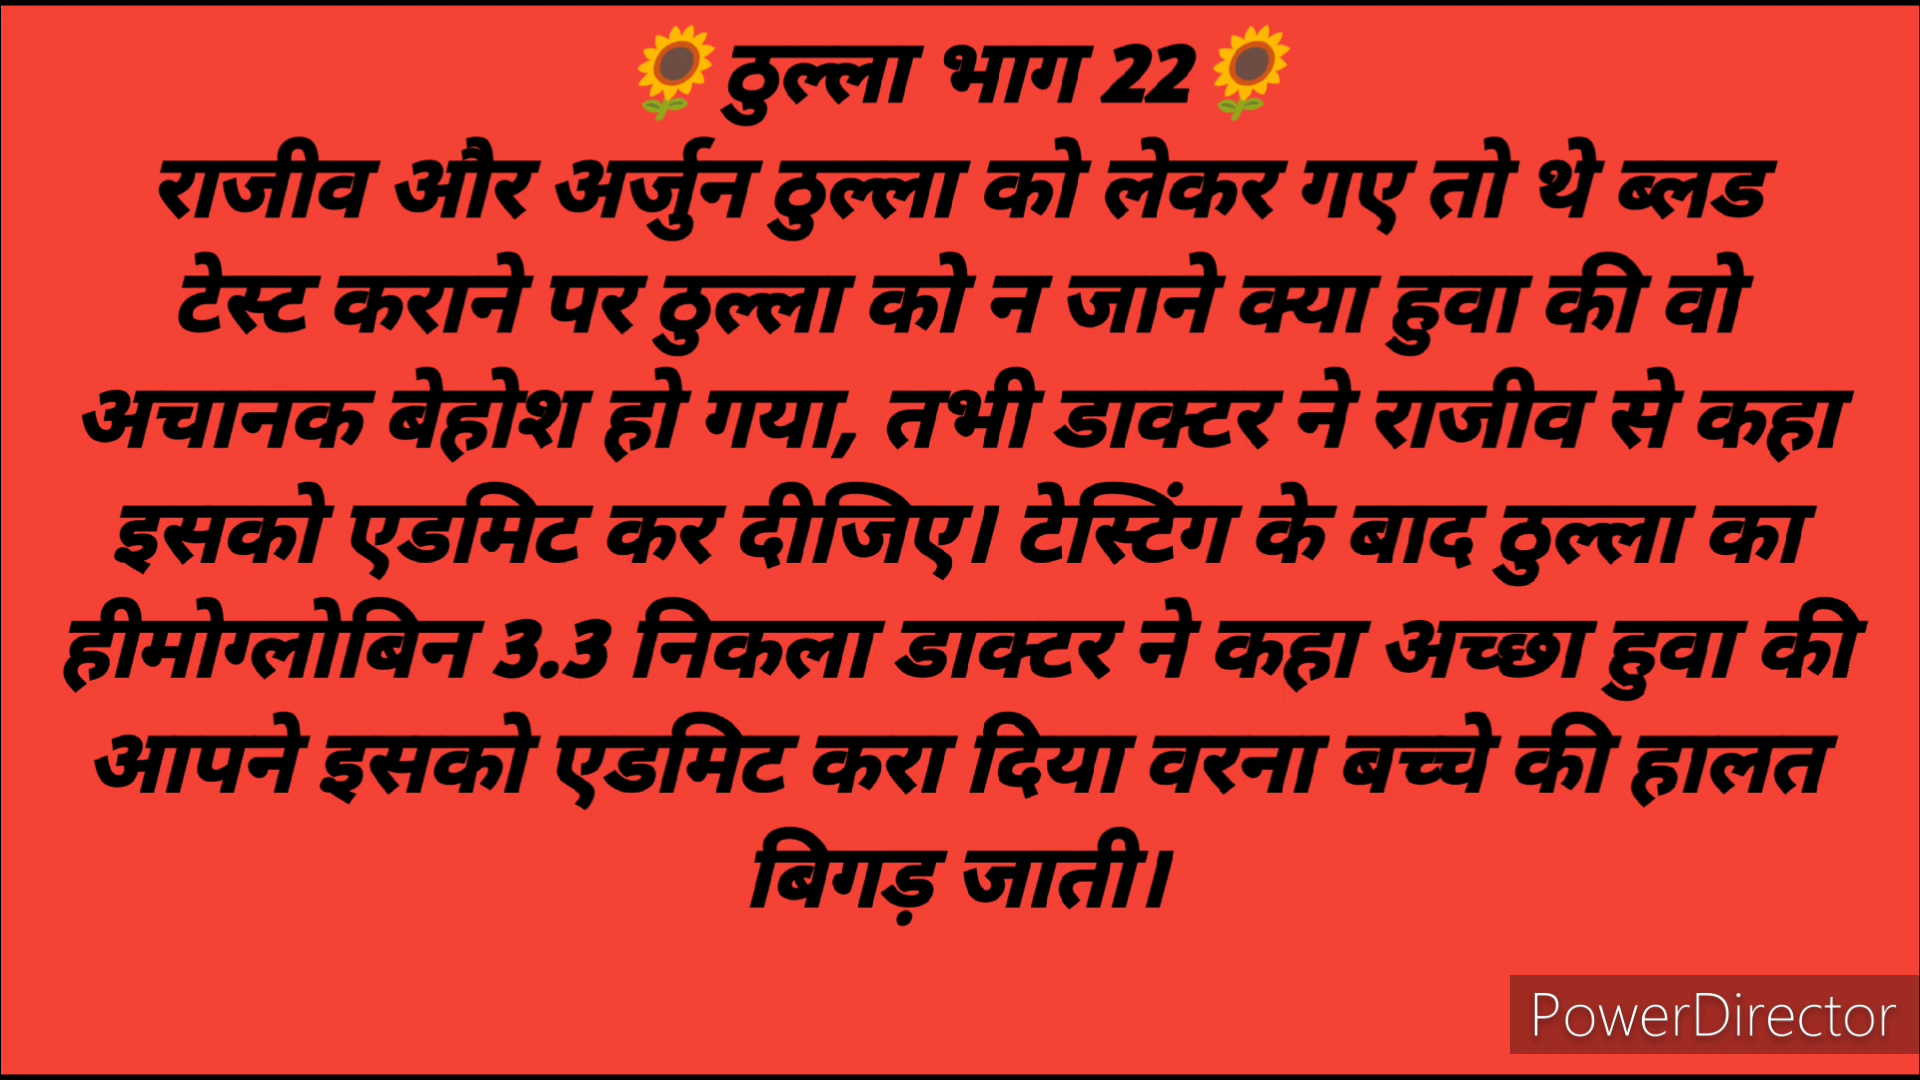 🌻ठुल्ला भाग 22🌻
राजीव और अर्जुन ठुल्ला को लेकर गए तो थे ब्लड
टेस्ट कराने पर ठुल्ला को न जाने क्या हुवा की वो
अचानक बेहोश हो गया, तभी डाक्टर ने राजीव से कहा
इसको एडमिट कर दीजिए। टेस्टिंग के बाद ठुल्ला का
हीमोग्लोबिन 3.3 निकला डाक्टर ने कहा अच्छा हुवा की
आपने इसको एडमिट करा दिया वरना बच्चे की हालत
बिगड़ जाती।
PowerDirector